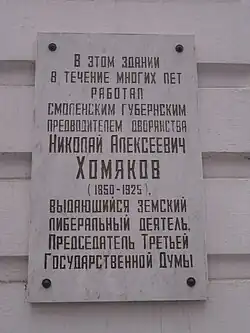 В этом здании
в течение многих лет
работал
смоленским губернским
предводителем дворянства
Николай Алексеевич
Хомяков
(1850-1925),
выдающийся земский
либеральный деятель,
Председатель Третьей
Государственной Думы